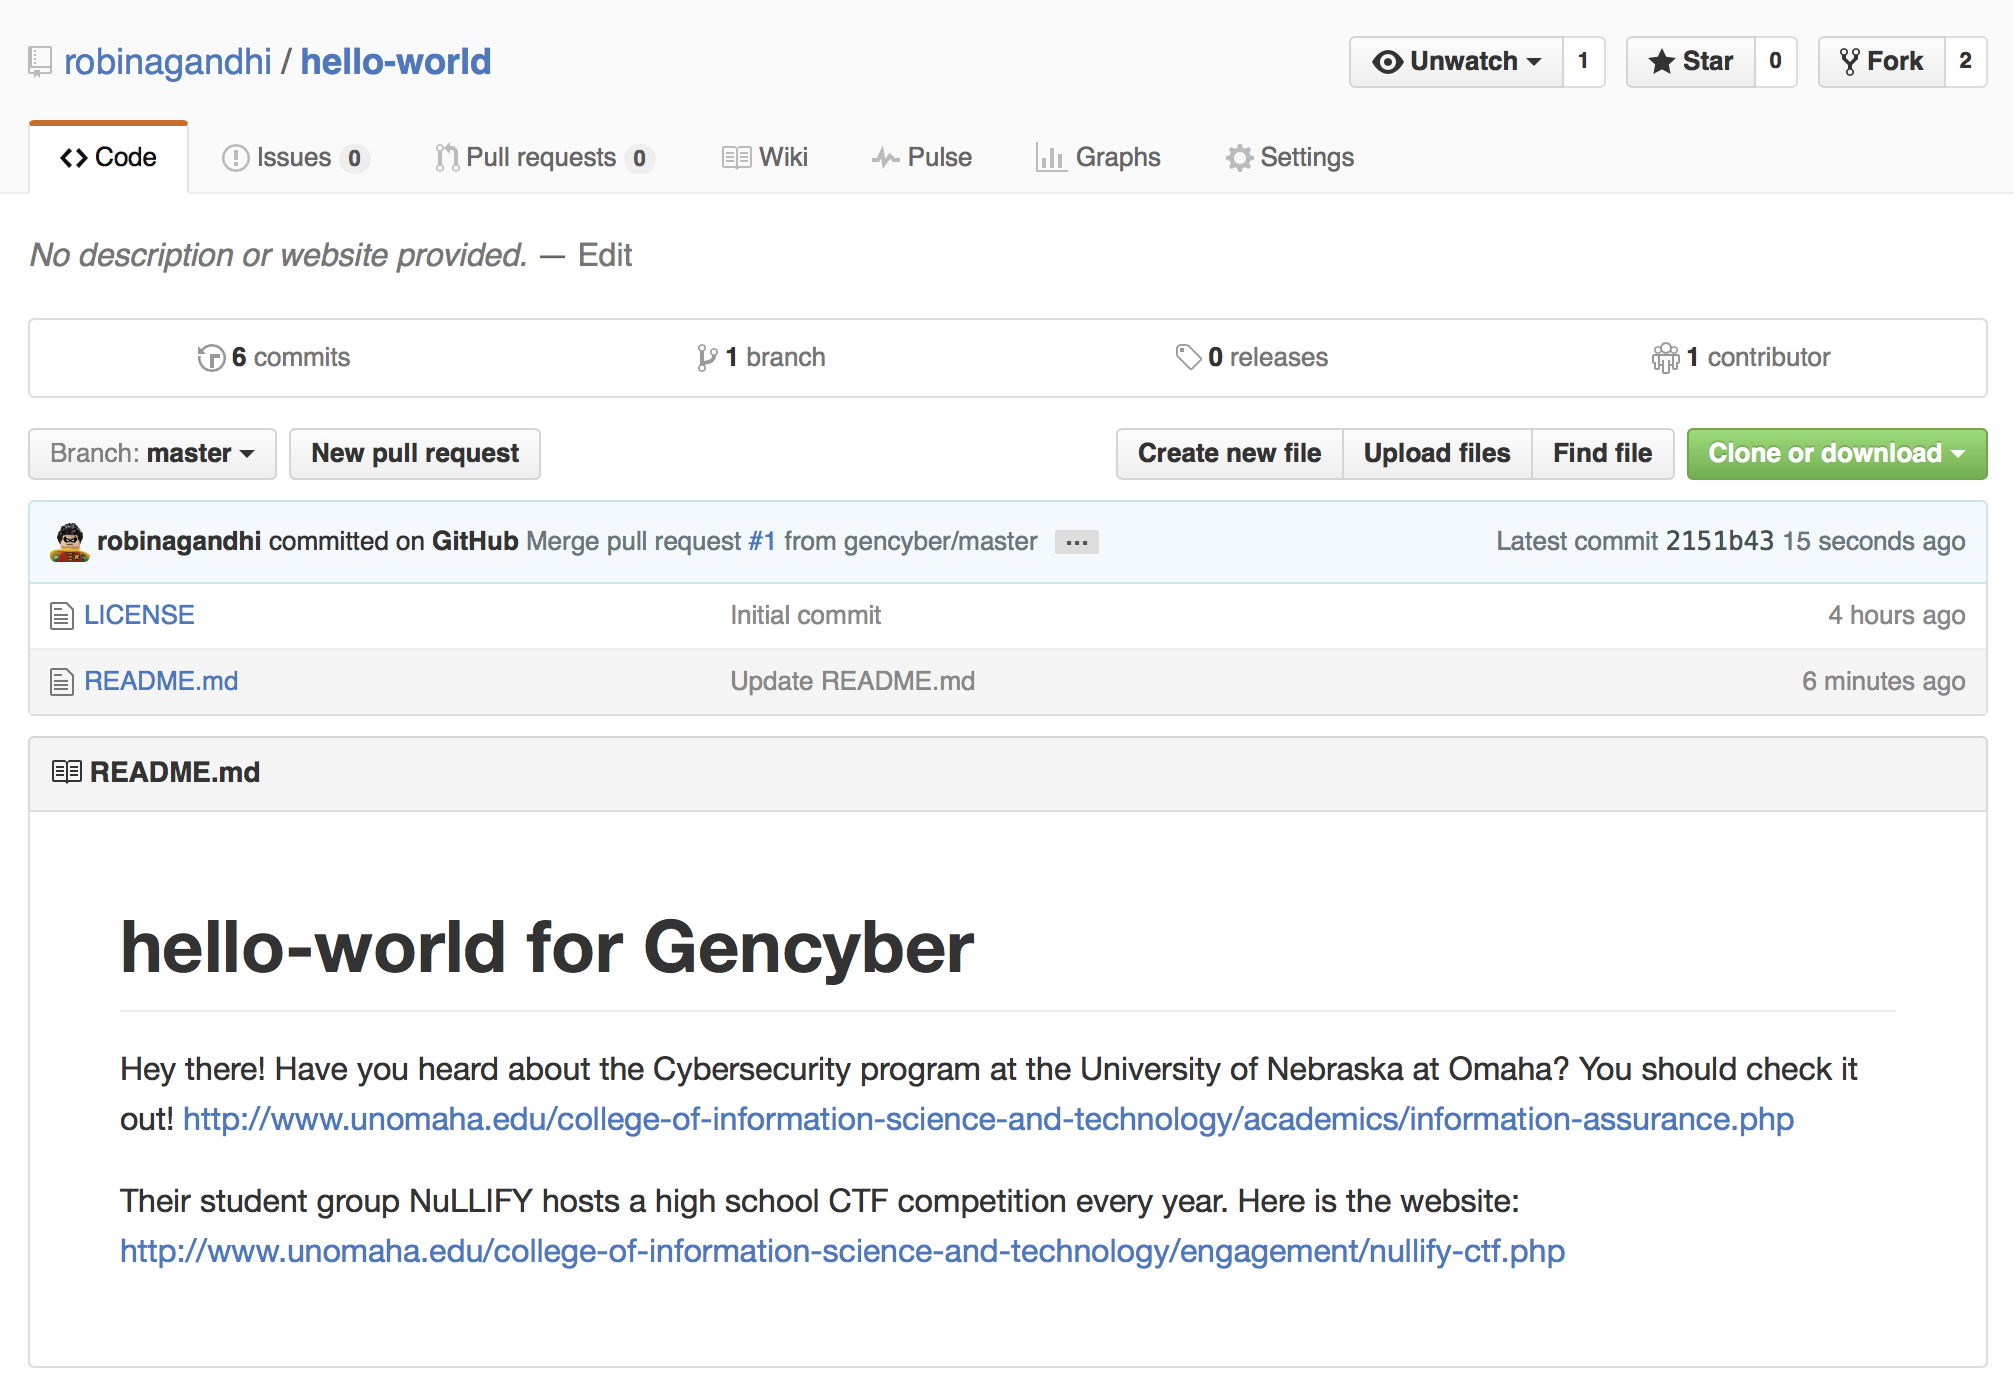 robinagandhi / hello-world
Unwatch 1 Star 0 Fork 2
Code Issues 0 Pull requests 0 Wiki Pulse Graphs Settings
No description or website provided. — Edit
6 commits 1 branch 0 releases 1 contributor
Branch: master New pull request Create new file Upload files Find file Clone or download
robinagandhi committed on GitHub Merge pull request #1 from gencyber/master ... Latest commit 2151b43 15 seconds ago
LICENSE Initial commit 4 hours ago
README.md Update README.md 6 minutes ago
README.md
hello-world for Gencyber
Hey there! Have you heard about the Cybersecurity program at the University of Nebraska at Omaha? You should check it
out! http://www.unomaha.edu/college-of-information-science-and-technology/academics/information-assurance.php
Their student group NuLLIFY hosts a high school CTF competition every year. Here is the website:
http://www.unomaha.edu/college-of-information-science-and-technology/engagement/nullify-ctf.php